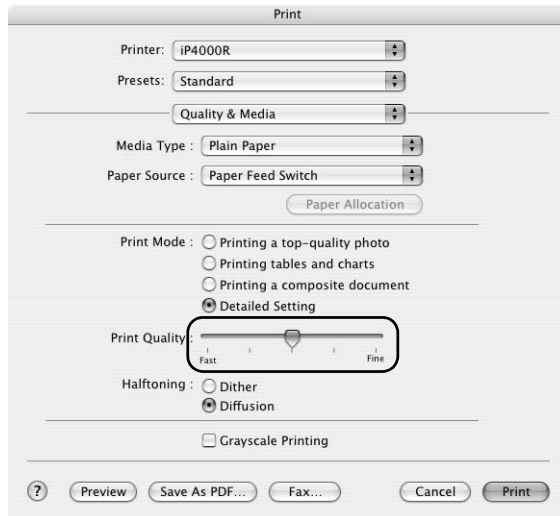 Print
Printer: iP4000R
Presets: Standard
Quality & Media
Media Type : Plain Paper
Paper Source : Paper Feed Switch
Paper Allocation
Print Mode : Printing a top-quality photo
Printing tables and charts
Printing a composite document
Detailed Setting
Print Quality :
Fast Fine
Halftoning : Dither
Diffusion
Grayscale Printing
? Preview Save As PDF... Fax... Cancel Print